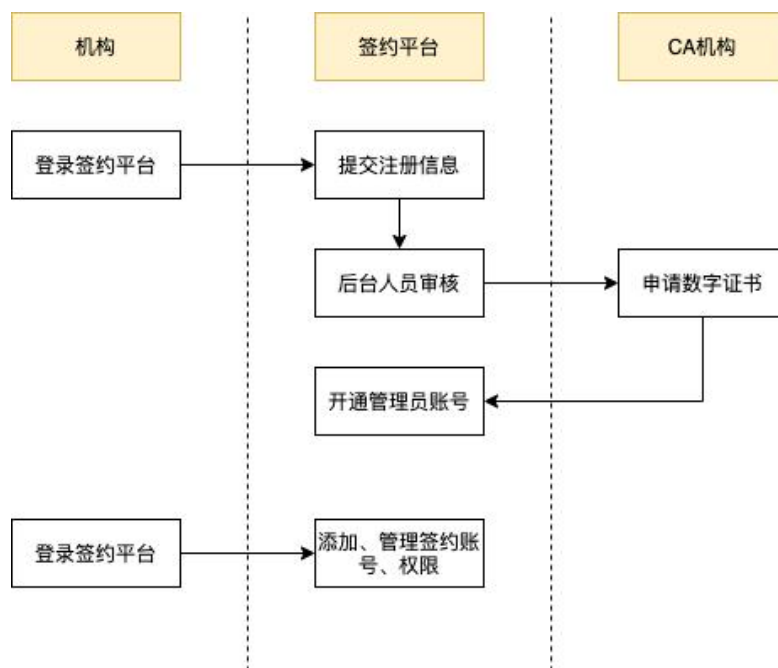 机构
签约平台
CA机构
登录签约平台
提交注册信息
后台人员审核
申请数字证书
开通管理员账号
登录签约平台
添加、管理签约账
号、权限